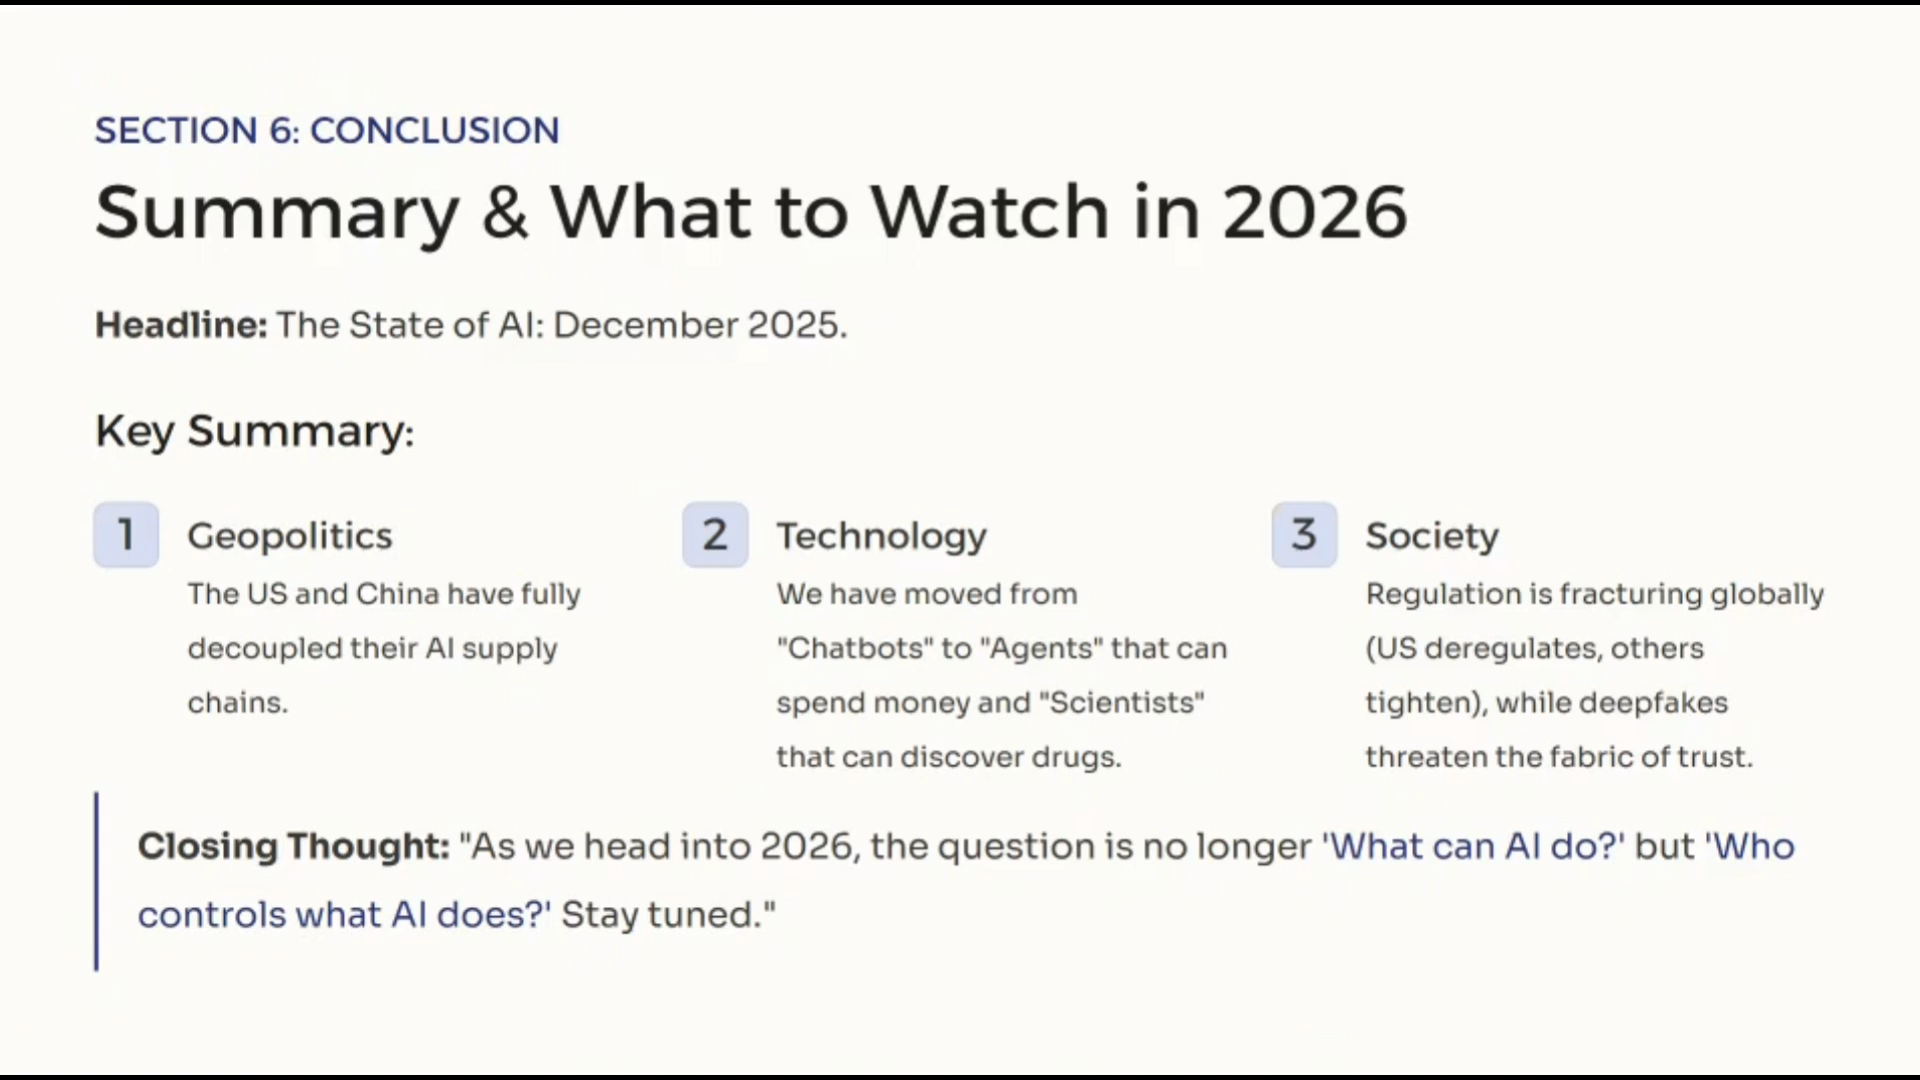 SECTION 6: CONCLUSION
Summary & What to Watch in 2026
Headline: The State of AI: December 2025.
Key Summary:
1 Geopolitics
The US and China have fully
decoupled their AI supply
chains.
2 Technology
We have moved from
"Chatbots" to "Agents" that can
spend money and "Scientists"
that can discover drugs.
3 Society
Regulation is fracturing globally
(US deregulates, others
tighten), while deepfakes
threaten the fabric of trust.
Closing Thought: "As we head into 2026, the question is no longer 'What can AI do?' but 'Who
controls what AI does?' Stay tuned."